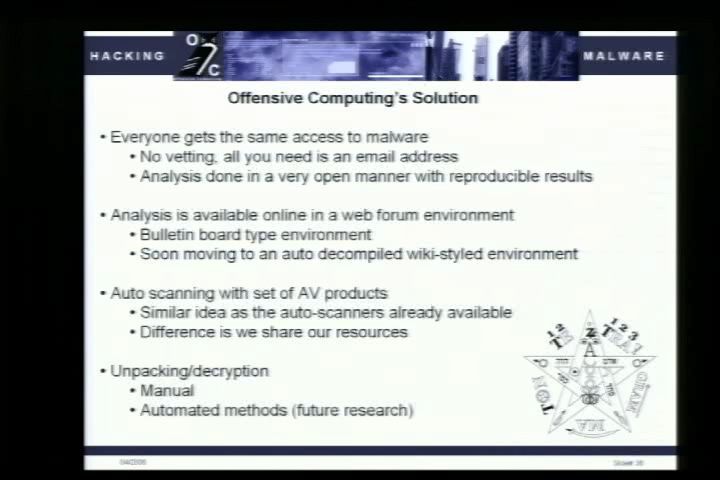 HACKING
O
C
MALWARE
Offensive Computing's Solution
• Everyone gets the same access to malware
• No vetting, all you need is an email address
• Analysis done in a very open manner with reproducible results
• Analysis is available online in a web forum environment
• Bulletin board type environment
• Soon moving to an auto decompiled wiki-styled environment
• Auto scanning with set of AV products
• Similar idea as the auto-scanners already available
• Difference is we share our resources
• Unpacking/decryption
• Manual
• Automated methods (future research)